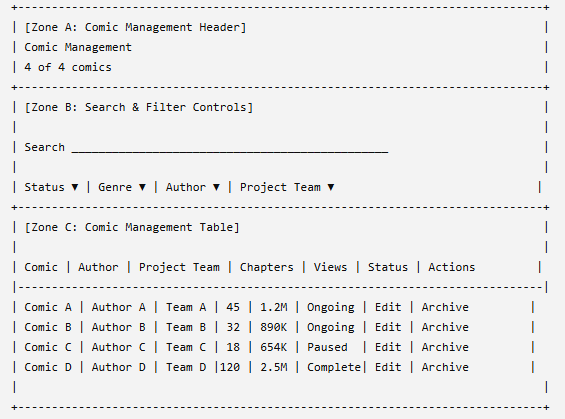 +------------------------------------------------------------------------------+
| [Zone A: Comic Management Header]                                            |
| Comic Management                                                             |
| 4 of 4 comics                                                                |
+------------------------------------------------------------------------------+
| [Zone B: Search & Filter Controls]                                           |
|                                                                              |
| Search _______________________________________________                       |
|                                                                              |
| Status ▼ | Genre ▼ | Author ▼ | Project Team ▼                              |
+------------------------------------------------------------------------------+
| [Zone C: Comic Management Table]                                             |
|                                                                              |
| Comic | Author | Project Team | Chapters | Views | Status | Actions         |
|------------------------------------------------------------------------------|
| Comic A | Author A | Team A | 45 | 1.2M | Ongoing | Edit | Archive         |
| Comic B | Author B | Team B | 32 | 890K | Ongoing | Edit | Archive         |
| Comic C | Author C | Team C | 18 | 654K | Paused  | Edit | Archive         |
| Comic D | Author D | Team D |120 | 2.5M | Complete| Edit | Archive         |
|                                                                              |
+------------------------------------------------------------------------------+